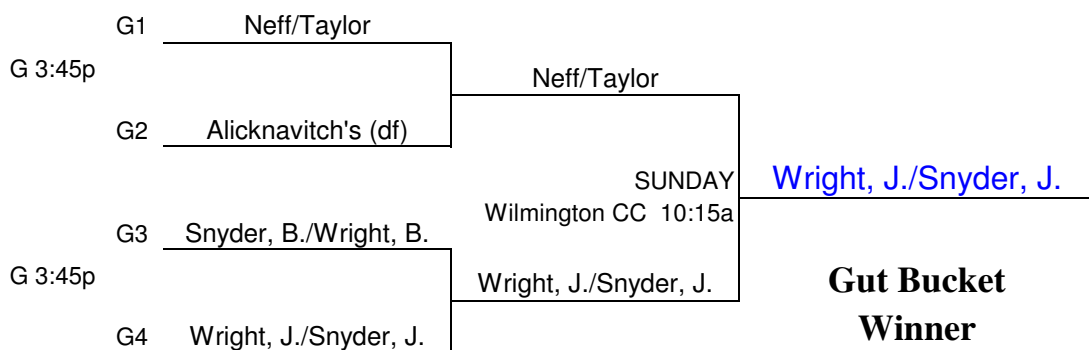 G1 Neff/Taylor
G 3:45p
Neff/Taylor
G2 Alicknavitch's (df)
SUNDAY
Wright, J./Snyder, J.
Wilmington CC 10:15a
G3 Snyder, B./Wright, B.
G 3:45p
Wright, J./Snyder, J.
Gut Bucket
Winner
G4 Wright, J./Snyder, J.